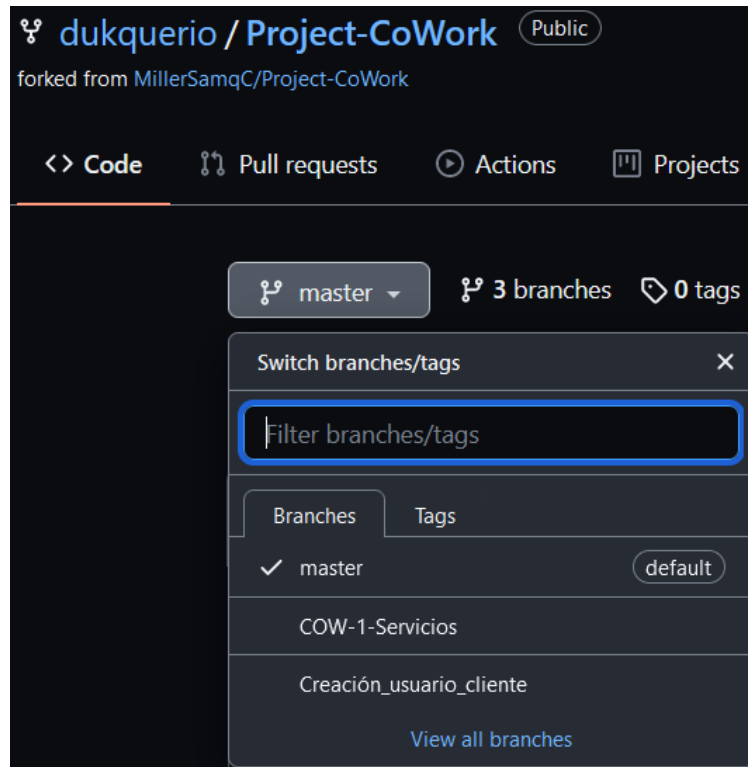 dukquerio / Project-CoWork Public
forked from MillerSamqC/Project-CoWork
<> Code Pull requests Actions Projects
master 3 branches 0 tags
Switch branches/tags
Filter branches/tags
Branches Tags
master default
COW-1-Servicios
Creación_usuario_cliente
View all branches